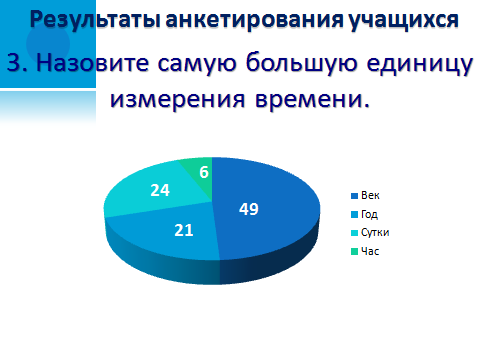 Результаты анкетирования учащихся
3. Назовите самую большую единицу
измерения времени.
6
24
49
21
Век
Год
Сутки
Час